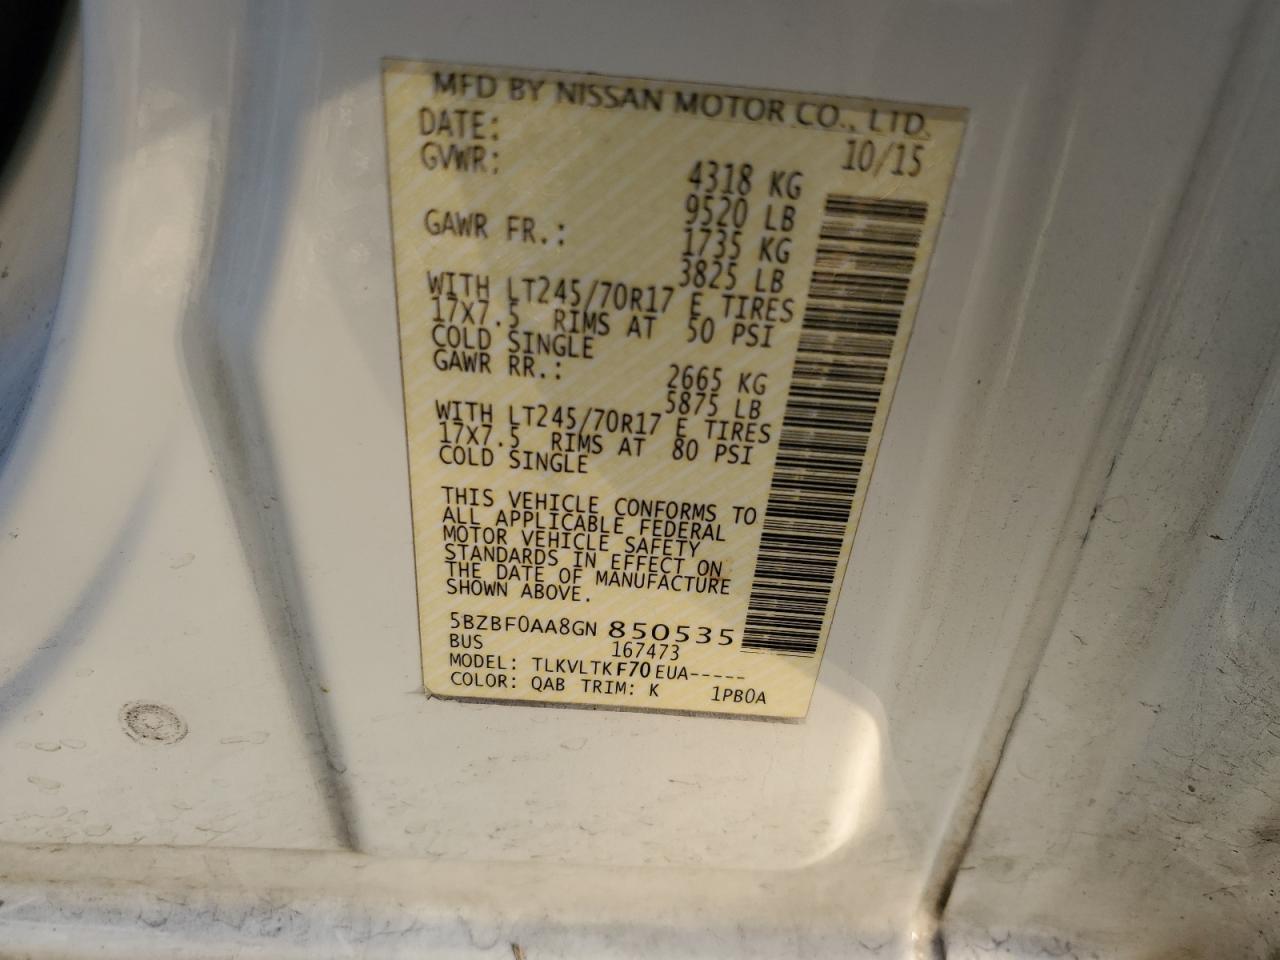 MFD BY NISSAN MOTOR CO., LTD.
DATE: 10/15
GVWR: 4318 KG
9520 LB
GAWR FR.: 1735 KG
3825 LB
WITH LT245/70R17 E TIRES
17X7.5 RIMS AT 50 PSI
COLD SINGLE
GAWR RR.: 2665 KG
5875 LB
WITH LT245/70R17 E TIRES
17X7.5 RIMS AT 80 PSI
COLD SINGLE
THIS VEHICLE CONFORMS TO
ALL APPLICABLE FEDERAL
MOTOR VEHICLE SAFETY
STANDARDS IN EFFECT ON
THE DATE OF MANUFACTURE
SHOWN ABOVE.
5BZBF0AA8GN 850535
BUS 167473
MODEL: TLKVLTK F70 EUA-----
COLOR: QAB TRIM: K 1PB0A